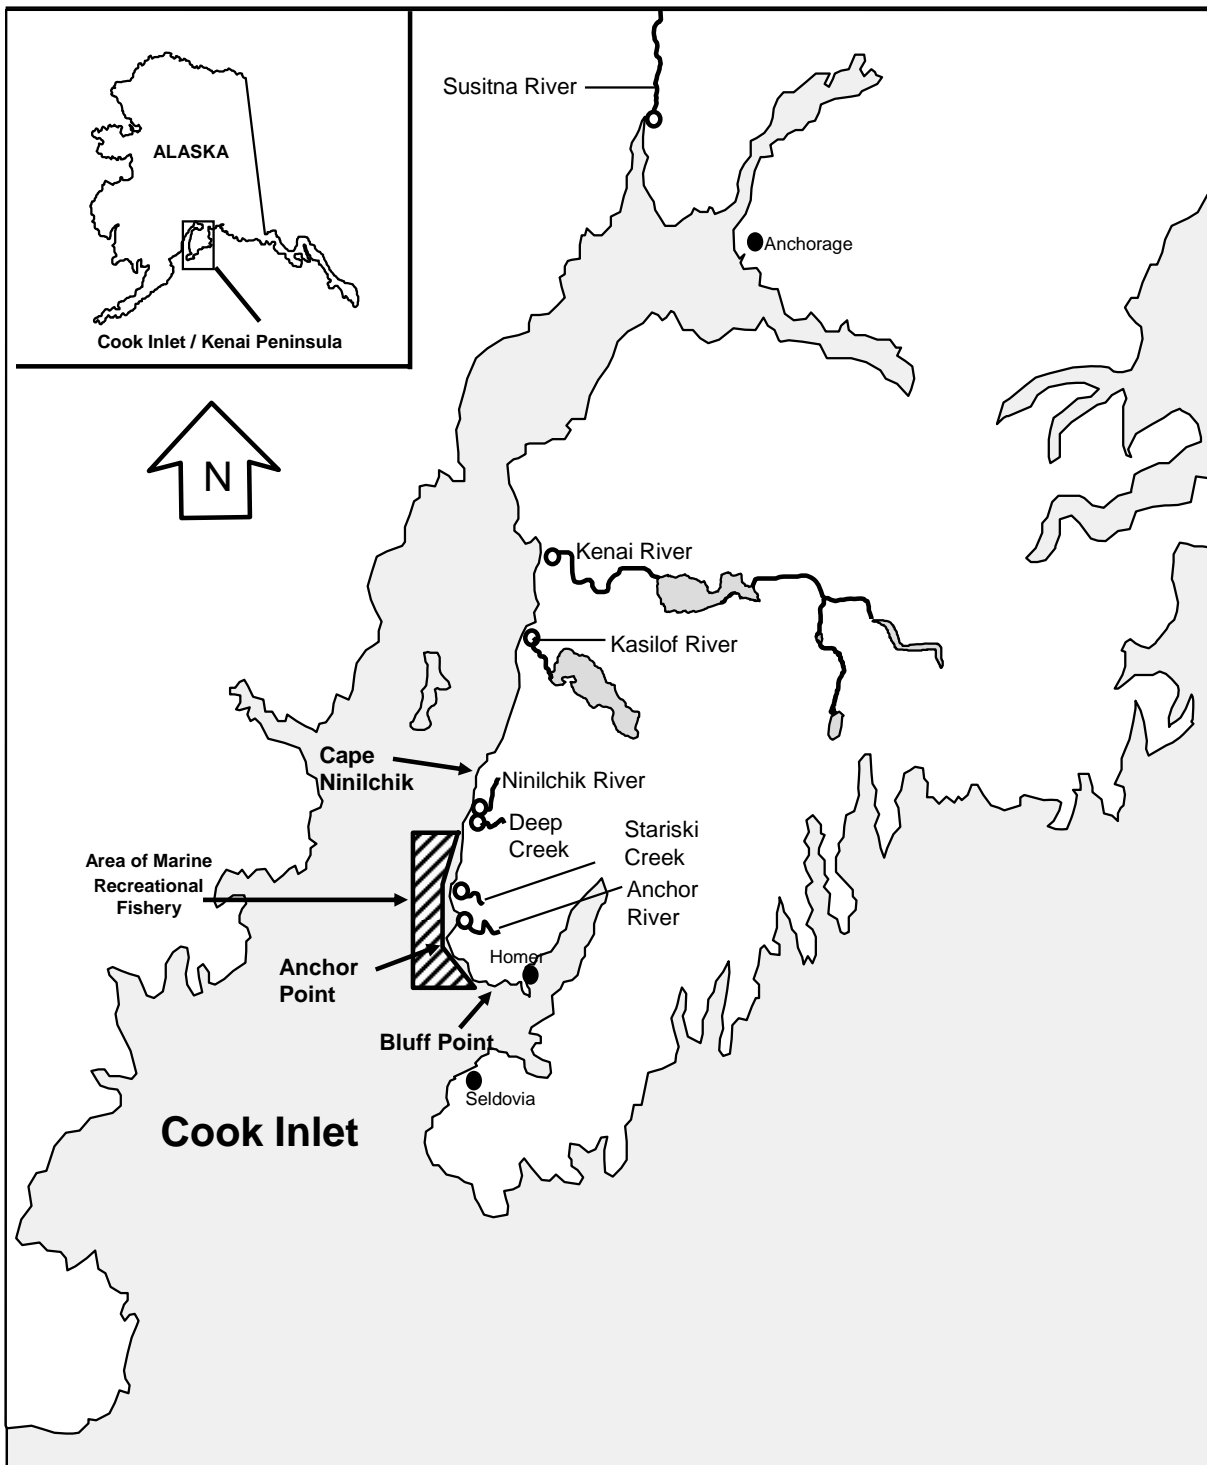 Susitna River
ALASKA
Anchorage
Cook Inlet / Kenai Peninsula
N
Kenai River
Kasilof River
Cape
Ninilchik
Ninilchik River
Deep
Creek
Stariski
Creek
Area of Marine
Recreational
Fishery
Anchor
River
Homer
Anchor
Point
Bluff Point
Seldovia
Cook Inlet